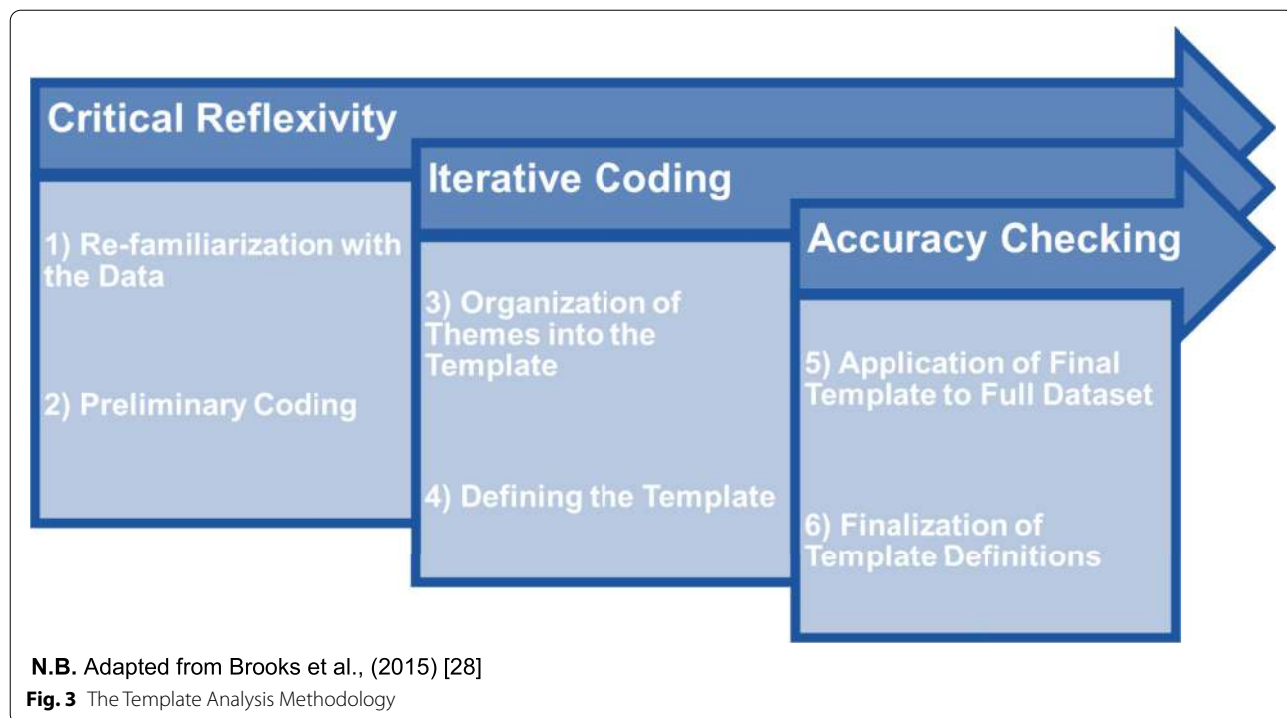 Critical Reflexivity
1) Re-familiarization with
the Data
2) Preliminary Coding
Iterative Coding
3) Organization of
Themes into the
Template
4) Defining the Template
Accuracy Checking
5) Application of Final
Template to Full Dataset
6) Finalization of
Template Definitions
N.B. Adapted from Brooks et al., (2015) [28]
Fig. 3 The Template Analysis Methodology